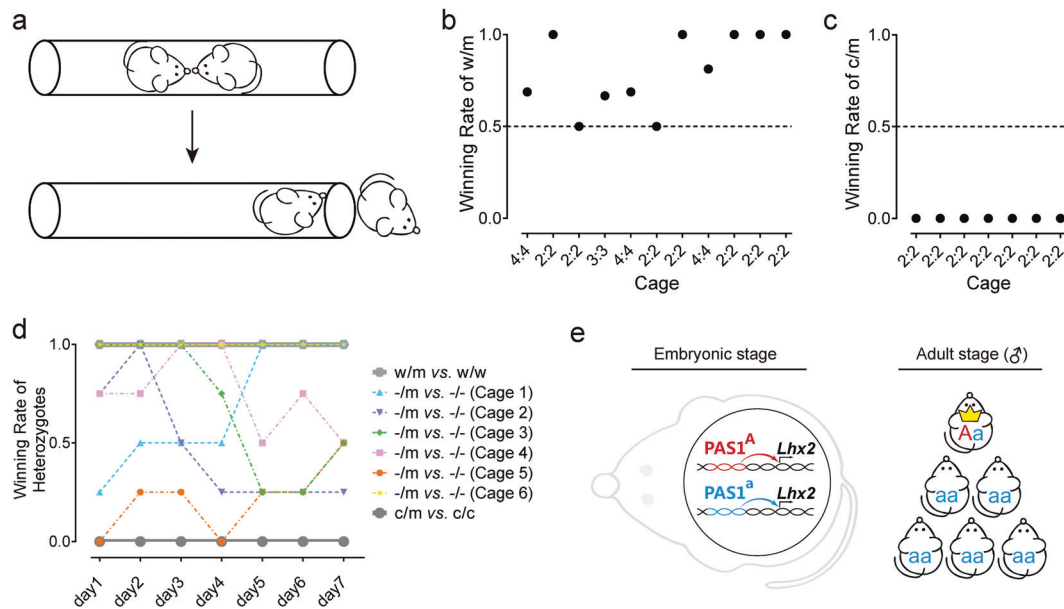 a
b
Winning Rate of w/m
1.0
0.5
0.0
4:4
2:2
2:2
3:3
4:4
2:2
2:2
4:4
2:2
2:2
2:2
Cage
c
Winning Rate of c/m
1.0
0.5
0.0
2:2
2:2
2:2
2:2
2:2
2:2
2:2
Cage
d
Winning Rate of
Heterozygotes
1.0
0.5
0.0
day1
day2
day3
day4
day5
day6
day7
w/m vs. w/w
-/m vs. -/- (Cage 1)
-/m vs. -/- (Cage 2)
-/m vs. -/- (Cage 3)
-/m vs. -/- (Cage 4)
-/m vs. -/- (Cage 5)
-/m vs. -/- (Cage 6)
c/m vs. c/c
e
Embryonic stage
PAS1ᴬ Lhx2
PAS1ᵃ Lhx2
Adult stage (♂)
Aa
aa aa
aa aa aa